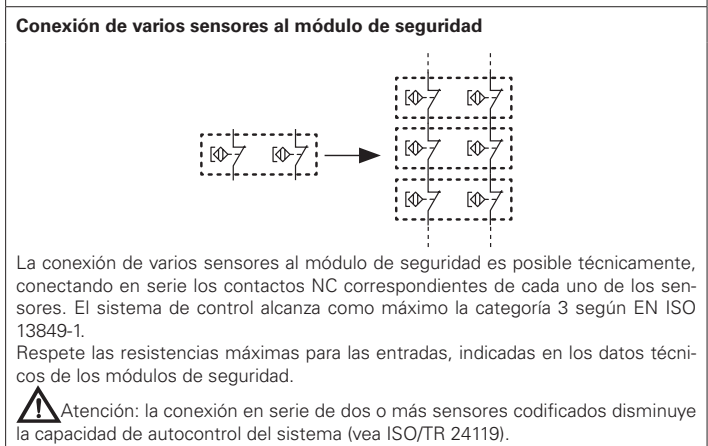 Conexión de varios sensores al módulo de seguridad
La conexión de varios sensores al módulo de seguridad es posible técnicamente,
conectando en serie los contactos NC correspondientes de cada uno de los sen-
sores. El sistema de control alcanza como máximo la categoría 3 según EN ISO
13849-1.
Respete las resistencias máximas para las entradas, indicadas en los datos técni-
cos de los módulos de seguridad.
Atención: la conexión en serie de dos o más sensores codificados disminuye
la capacidad de autocontrol del sistema (vea ISO/TR 24119).